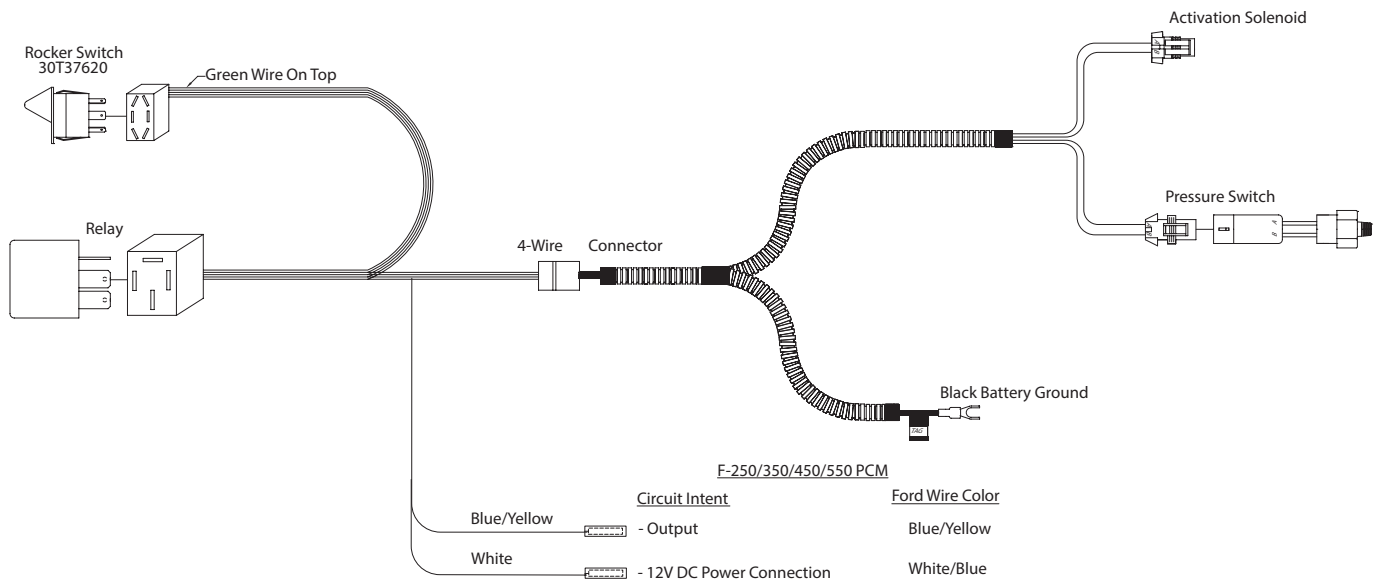 Activation Solenoid
Rocker Switch
30T37620
Green Wire On Top
Pressure Switch
Relay
4-Wire Connector
Black Battery Ground
TAG
F-250/350/450/550 PCM
Circuit Intent Ford Wire Color
Blue/Yellow - Output Blue/Yellow
White - 12V DC Power Connection White/Blue